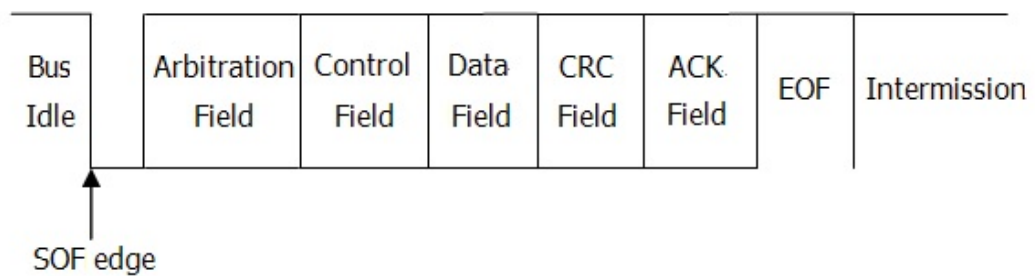 Bus
Idle
Arbitration
Field
Control
Field
Data
Field
CRC
Field
ACK
Field
EOF
Intermission
SOF edge